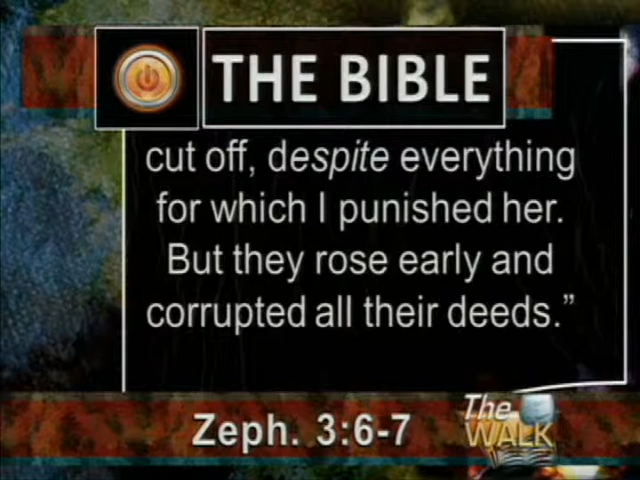 THE BIBLE
cut off, despite everything
for which I punished her.
But they rose early and
corrupted all their deeds.”
Zeph. 3:6-7
The
WALK